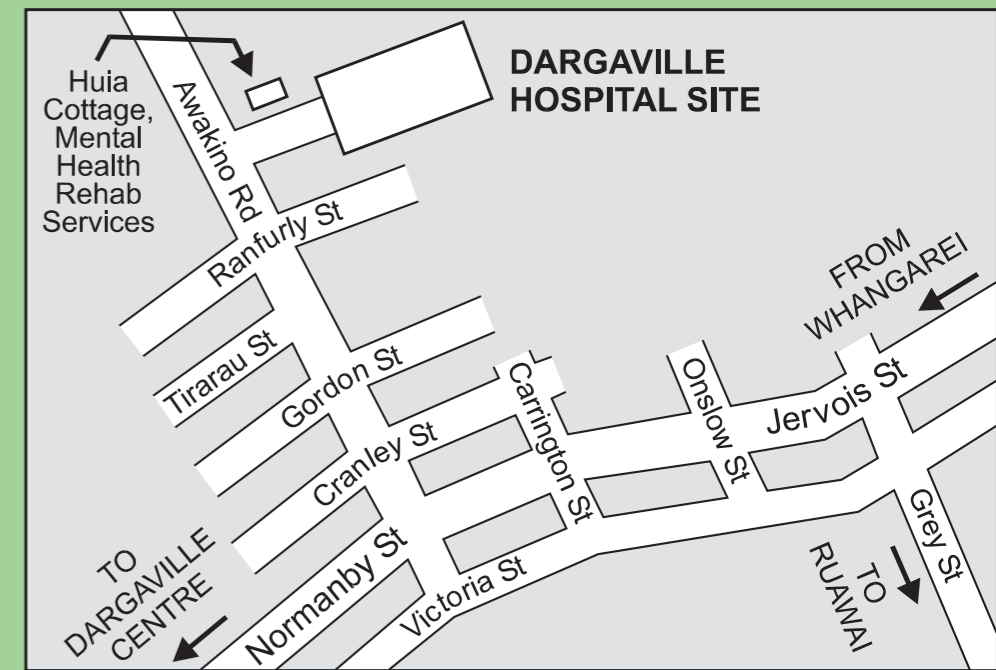 Huia
Cottage,
Mental
Health
Rehab
Services
Awakino Rd
DARGAVILLE
HOSPITAL SITE
Ranfurly St
Tirarau St
Gordon St
Cranley St
Carrington St
Onslow St
Jervois St
FROM
WHANGAREI
Grey St
TO
RUAWAI
Victoria St
Normanby St
TO
DARGAVILLE
CENTRE